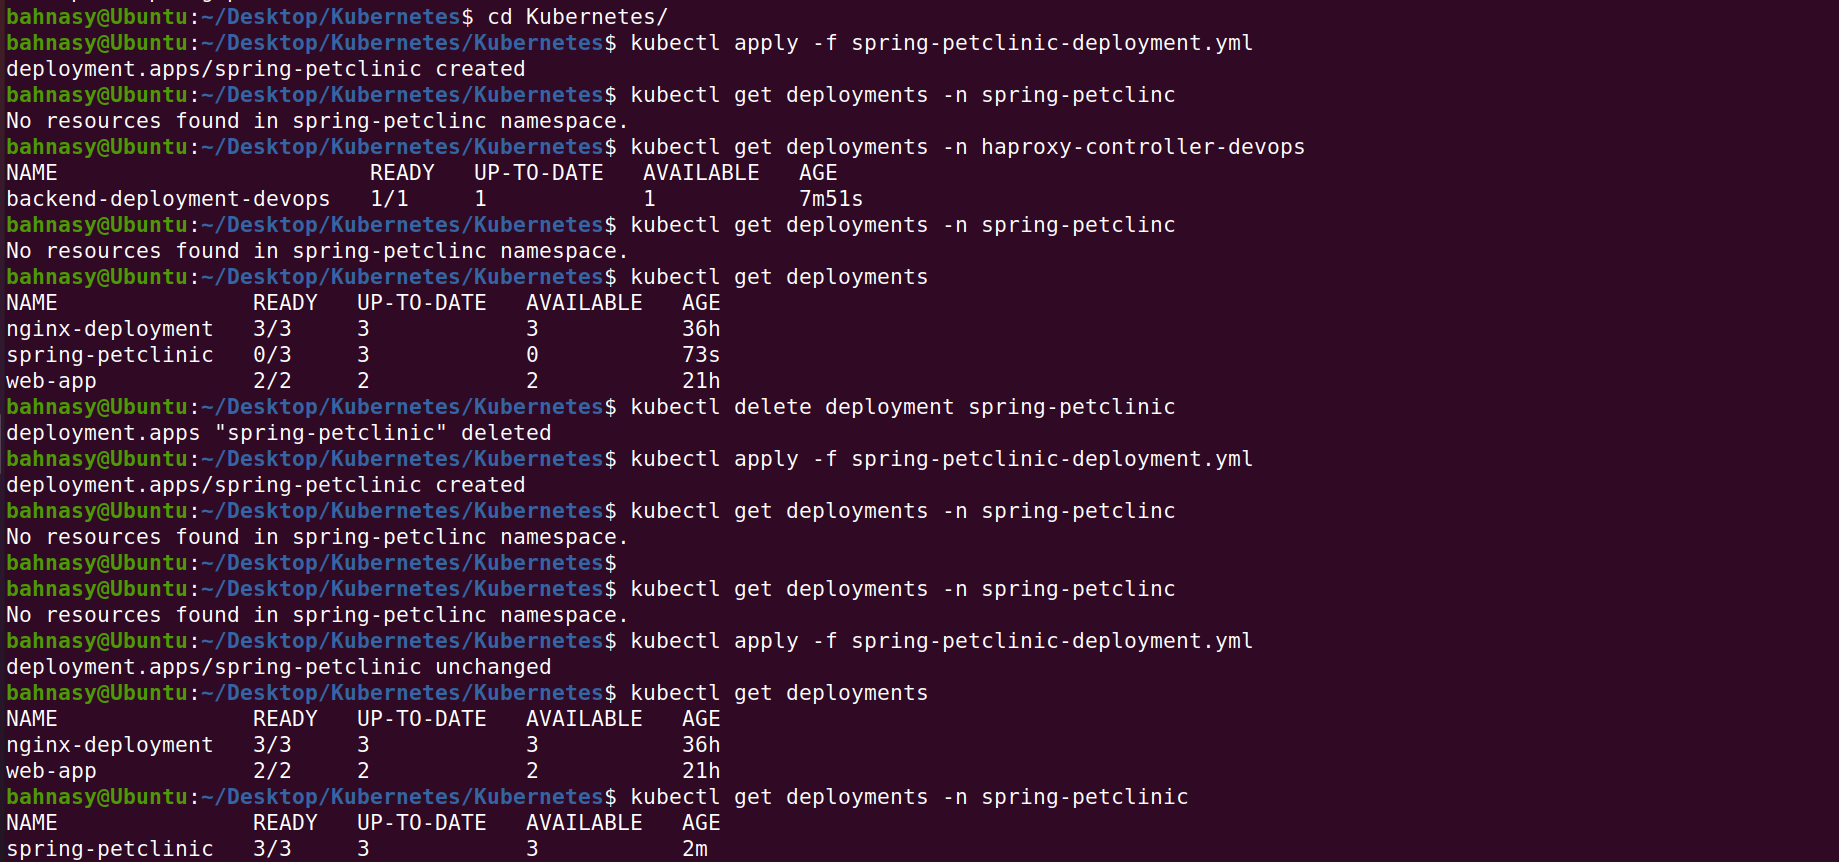 bahnasy@Ubuntu:~/Desktop/Kubernetes$ cd Kubernetes/
bahnasy@Ubuntu:~/Desktop/Kubernetes/Kubernetes$ kubectl apply -f spring-petclinic-deployment.yml
deployment.apps/spring-petclinic created
bahnasy@Ubuntu:~/Desktop/Kubernetes/Kubernetes$ kubectl get deployments -n spring-petclinc
No resources found in spring-petclinc namespace.
bahnasy@Ubuntu:~/Desktop/Kubernetes/Kubernetes$ kubectl get deployments -n haproxy-controller-devops
NAME                        READY   UP-TO-DATE   AVAILABLE   AGE
backend-deployment-devops   1/1     1            1           7m51s
bahnasy@Ubuntu:~/Desktop/Kubernetes/Kubernetes$ kubectl get deployments -n spring-petclinc
No resources found in spring-petclinc namespace.
bahnasy@Ubuntu:~/Desktop/Kubernetes/Kubernetes$ kubectl get deployments
NAME               READY   UP-TO-DATE   AVAILABLE   AGE
nginx-deployment   3/3     3            3           36h
spring-petclinic   0/3     3            0           73s
web-app            2/2     2            2           21h
bahnasy@Ubuntu:~/Desktop/Kubernetes/Kubernetes$ kubectl delete deployment spring-petclinic
deployment.apps "spring-petclinic" deleted
bahnasy@Ubuntu:~/Desktop/Kubernetes/Kubernetes$ kubectl apply -f spring-petclinic-deployment.yml
deployment.apps/spring-petclinic created
bahnasy@Ubuntu:~/Desktop/Kubernetes/Kubernetes$ kubectl get deployments -n spring-petclinc
No resources found in spring-petclinc namespace.
bahnasy@Ubuntu:~/Desktop/Kubernetes/Kubernetes$
bahnasy@Ubuntu:~/Desktop/Kubernetes/Kubernetes$ kubectl get deployments -n spring-petclinc
No resources found in spring-petclinc namespace.
bahnasy@Ubuntu:~/Desktop/Kubernetes/Kubernetes$ kubectl apply -f spring-petclinic-deployment.yml
deployment.apps/spring-petclinic unchanged
bahnasy@Ubuntu:~/Desktop/Kubernetes/Kubernetes$ kubectl get deployments
NAME               READY   UP-TO-DATE   AVAILABLE   AGE
nginx-deployment   3/3     3            3           36h
web-app            2/2     2            2           21h
bahnasy@Ubuntu:~/Desktop/Kubernetes/Kubernetes$ kubectl get deployments -n spring-petclinic
NAME               READY   UP-TO-DATE   AVAILABLE   AGE
spring-petclinic   3/3     3            3           2m